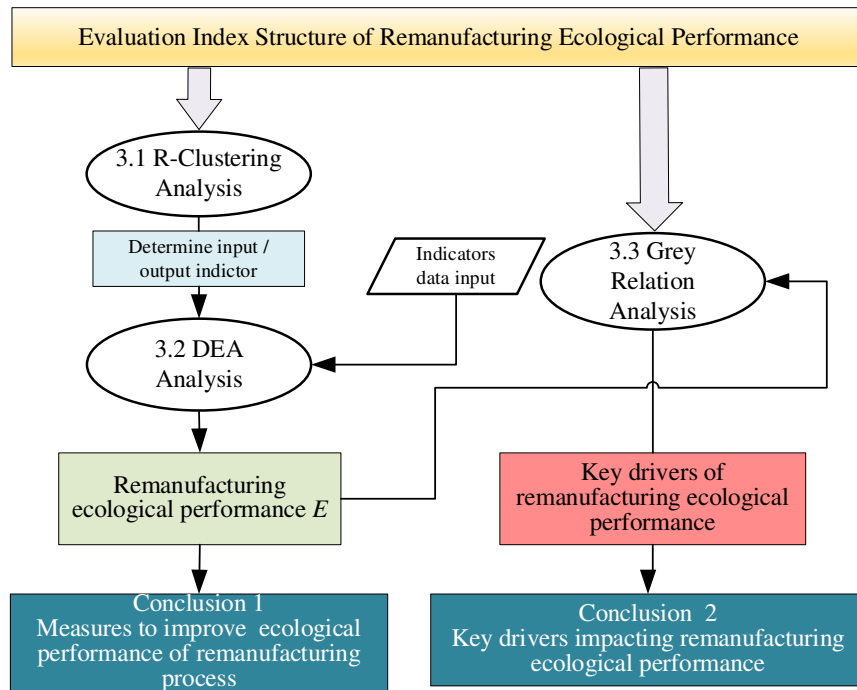 Evaluation Index Structure of Remanufacturing Ecological Performance
3.1 R-Clustering
Analysis
Determine input /
output indictor
Indicators
data input
3.3 Grey
Relation
Analysis
3.2 DEA
Analysis
Remanufacturing
ecological performance E
Key drivers of
remanufacturing ecological
performance
Conclusion 1
Measures to improve ecological
performance of remanufacturing
process
Conclusion 2
Key drivers impacting remanufacturing
ecological performance